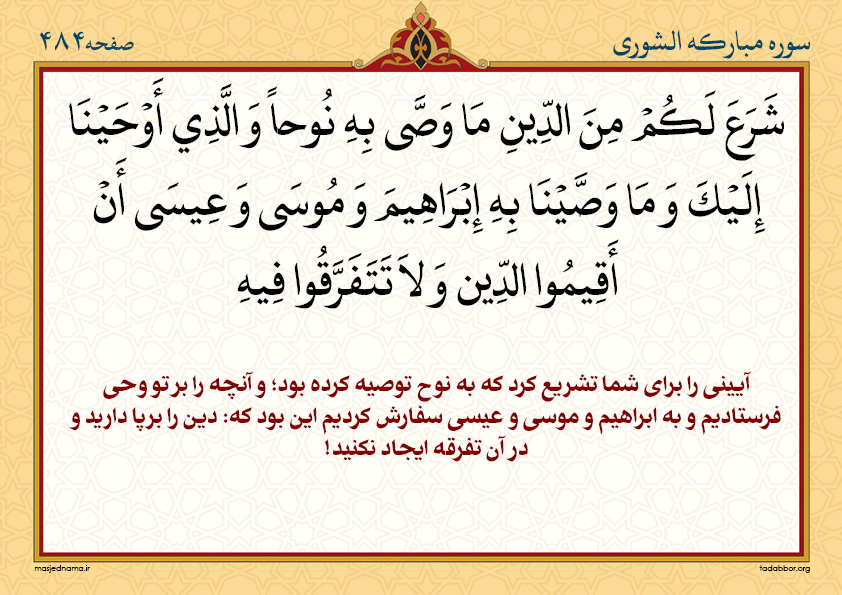 سوره مبارکه الشوری
صفحه۴۸۴
شَرَعَ لَكُمْ مِنَ الدِّينِ مَا وَصَّى بِهِ نُوحاً وَ الَّذِي أَوْحَيْنَا
إِلَيْكَ وَ مَا وَصَّيْنَا بِهِ إِبْرَاهِيمَ وَ مُوسَى وَ عِيسَى أَنْ
أَقِيمُوا الدِّين وَ لاَ تَتَفَرَّقُوا فِيهِ
آیینی را برای شما تشریع کرد که به نوح توصیه کرده بود؛ و آنچه را بر تو وحی
فرستادیم و به ابراهیم و موسی و عیسی سفارش کردیم این بود که: دین را برپا دارید و
در آن تفرقه ایجاد نکنید!
masjednama.ir
tadabbor.org